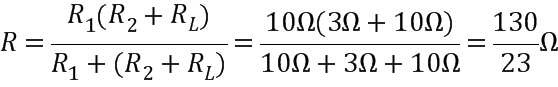 R = R₁(R₂ + R_L) / R₁ + (R₂ + R_L) = 10Ω(3Ω + 10Ω) / 10Ω + 3Ω + 10Ω = 130 / 23 Ω